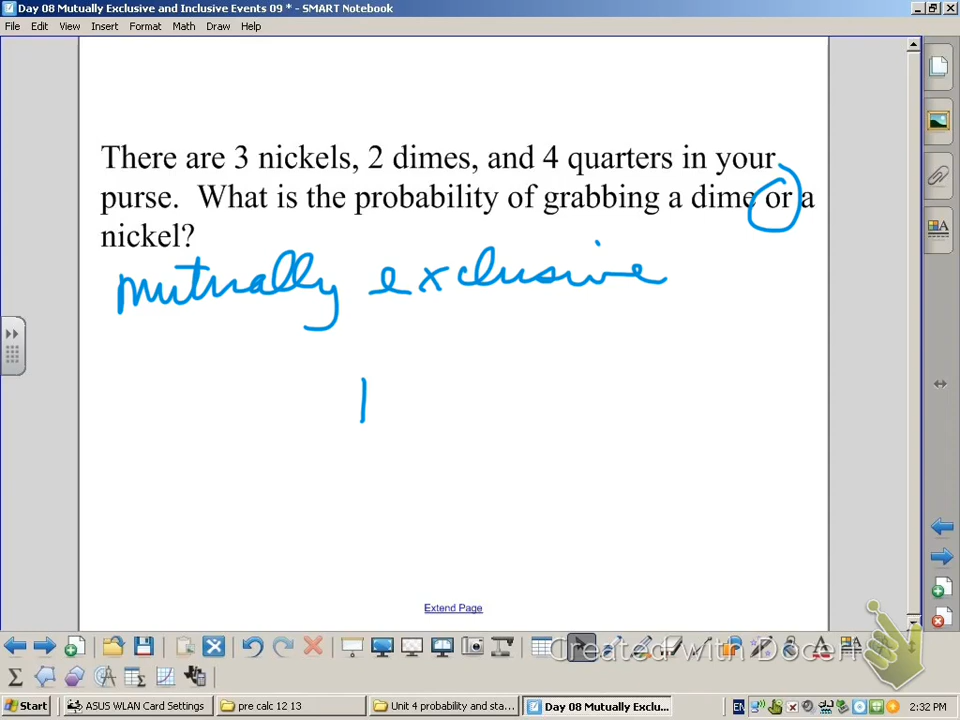 Day 08 Mutually Exclusive and Inclusive Events 09 * - SMART Notebook
File Edit View Insert Format Math Draw Help
There are 3 nickels, 2 dimes, and 4 quarters in your
purse. What is the probability of grabbing a dime or a
nickel?
mutually exclusive
Extend Page
Created with Doceri
Start ASUS WLAN Card Settings pre calc 12 13 Unit 4 probability and sta... Day 08 Mutually Exclu... EN 2:32 PM